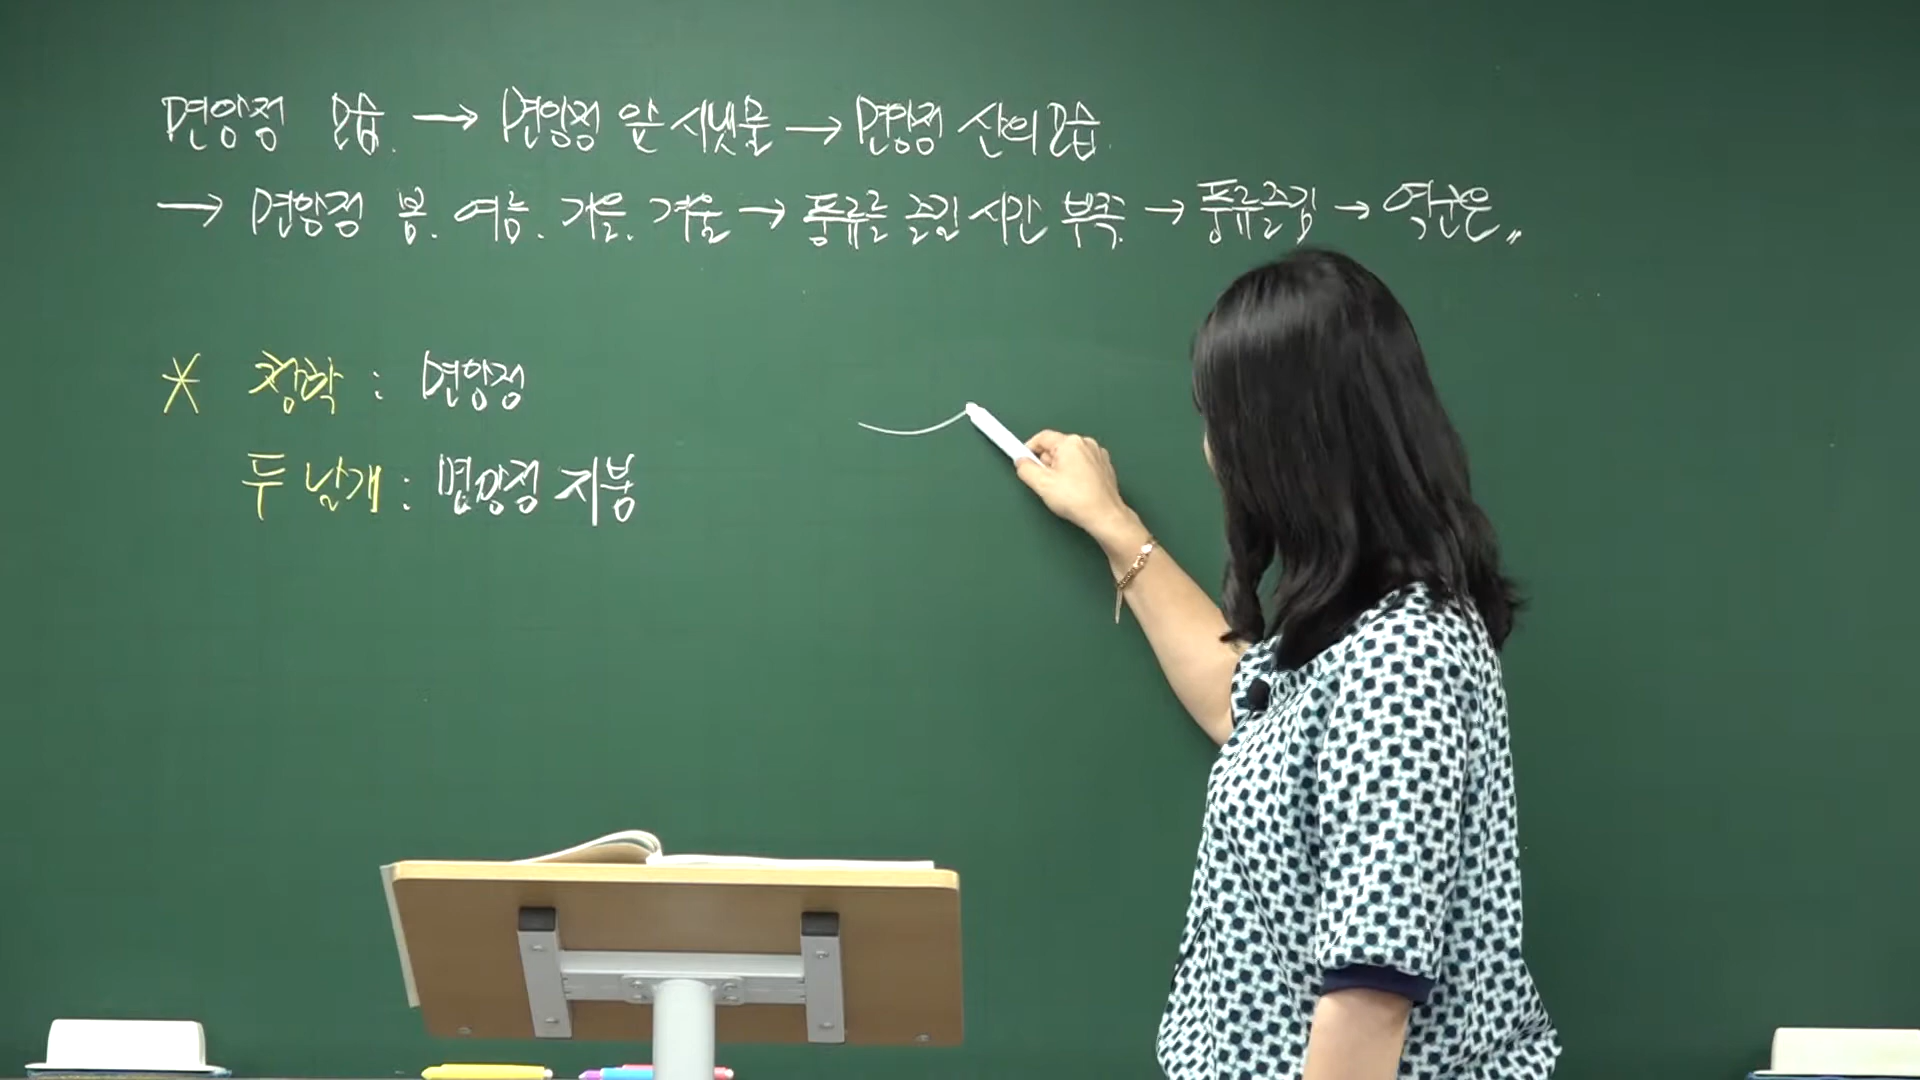 면앙정 모습. → 면앙정 앞 시냇물 → 면앙정 산의 모습.
→ 면앙정 봄. 여름. 가을. 겨울 → 풍류를 즐길 시간 부족. → 풍류 즐김 → 역군은〃
* 청학 : 면앙정
두 날개 : 면앙정 지붕